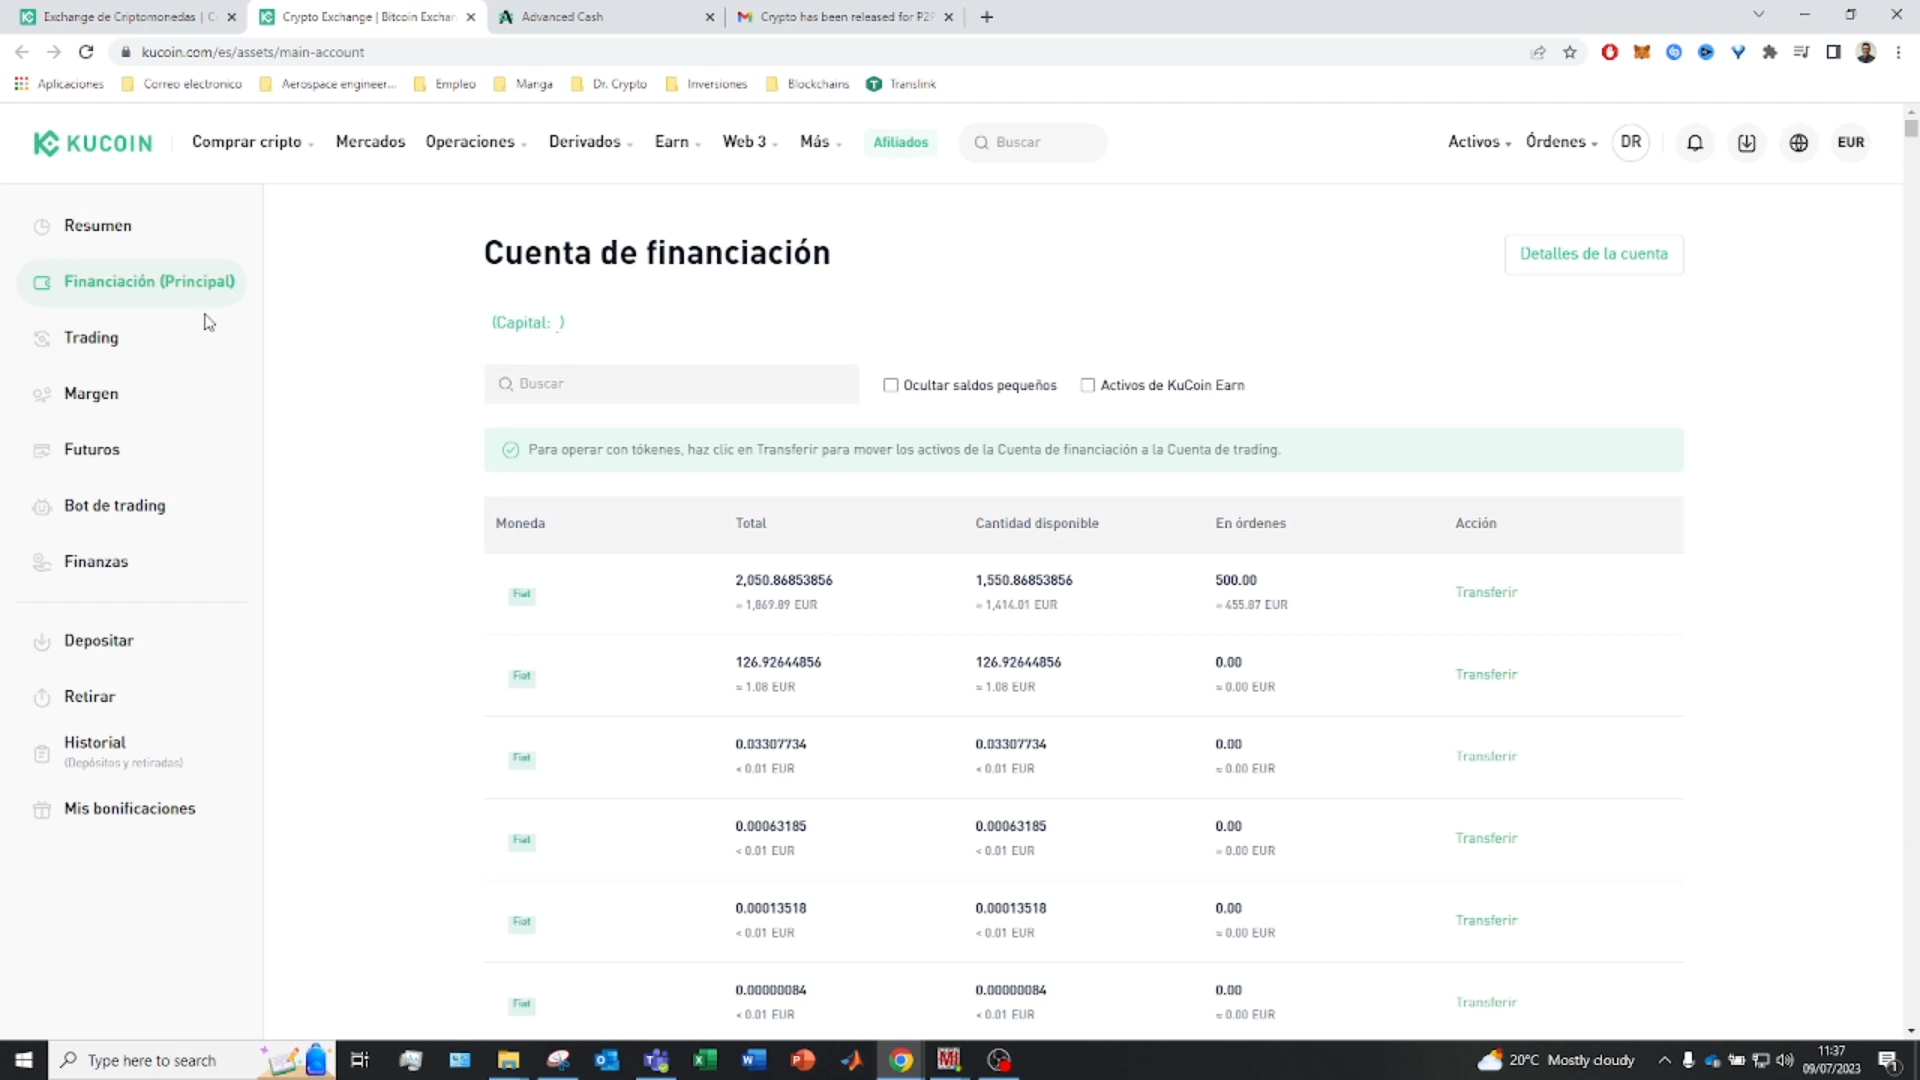 Exchange de Criptomonedas | C
Crypto Exchange | Bitcoin Exchan
Advanced Cash
Crypto has been released for P2P
kucoin.com/es/assets/main-account
Aplicaciones
Correo electronico
Aerospace engineer...
Empleo
Manga
Dr. Crypto
Inversiones
Blockchains
Translink
KUCOIN
Comprar cripto
Mercados
Operaciones
Derivados
Earn
Web 3
Más
Afiliados
Buscar
Activos
Órdenes
DR
EUR
Resumen
Financiación (Principal)
Trading
Margen
Futuros
Bot de trading
Finanzas
Depositar
Retirar
Historial
(Depósitos y retiradas)
Mis bonificaciones
Cuenta de financiación
Detalles de la cuenta
(Capital: )
Buscar
Ocultar saldos pequeños
Activos de KuCoin Earn
Para operar con tókenes, haz clic en Transferir para mover los activos de la Cuenta de financiación a la Cuenta de trading.
Moneda Total Cantidad disponible En órdenes Acción
Fiat 2,050.86853856 1,550.86853856 500.00 Transferir
≈ 1,869.89 EUR ≈ 1,414.01 EUR ≈ 455.87 EUR
Fiat 126.92644856 126.92644856 0.00 Transferir
≈ 1.08 EUR ≈ 1.08 EUR ≈ 0.00 EUR
Fiat 0.03307734 0.03307734 0.00 Transferir
< 0.01 EUR < 0.01 EUR ≈ 0.00 EUR
Fiat 0.00063185 0.00063185 0.00 Transferir
< 0.01 EUR < 0.01 EUR ≈ 0.00 EUR
Fiat 0.00013518 0.00013518 0.00 Transferir
< 0.01 EUR < 0.01 EUR ≈ 0.00 EUR
Fiat 0.00000084 0.00000084 0.00 Transferir
< 0.01 EUR < 0.01 EUR ≈ 0.00 EUR
Type here to search
20°C Mostly cloudy
11:37
09/07/2023